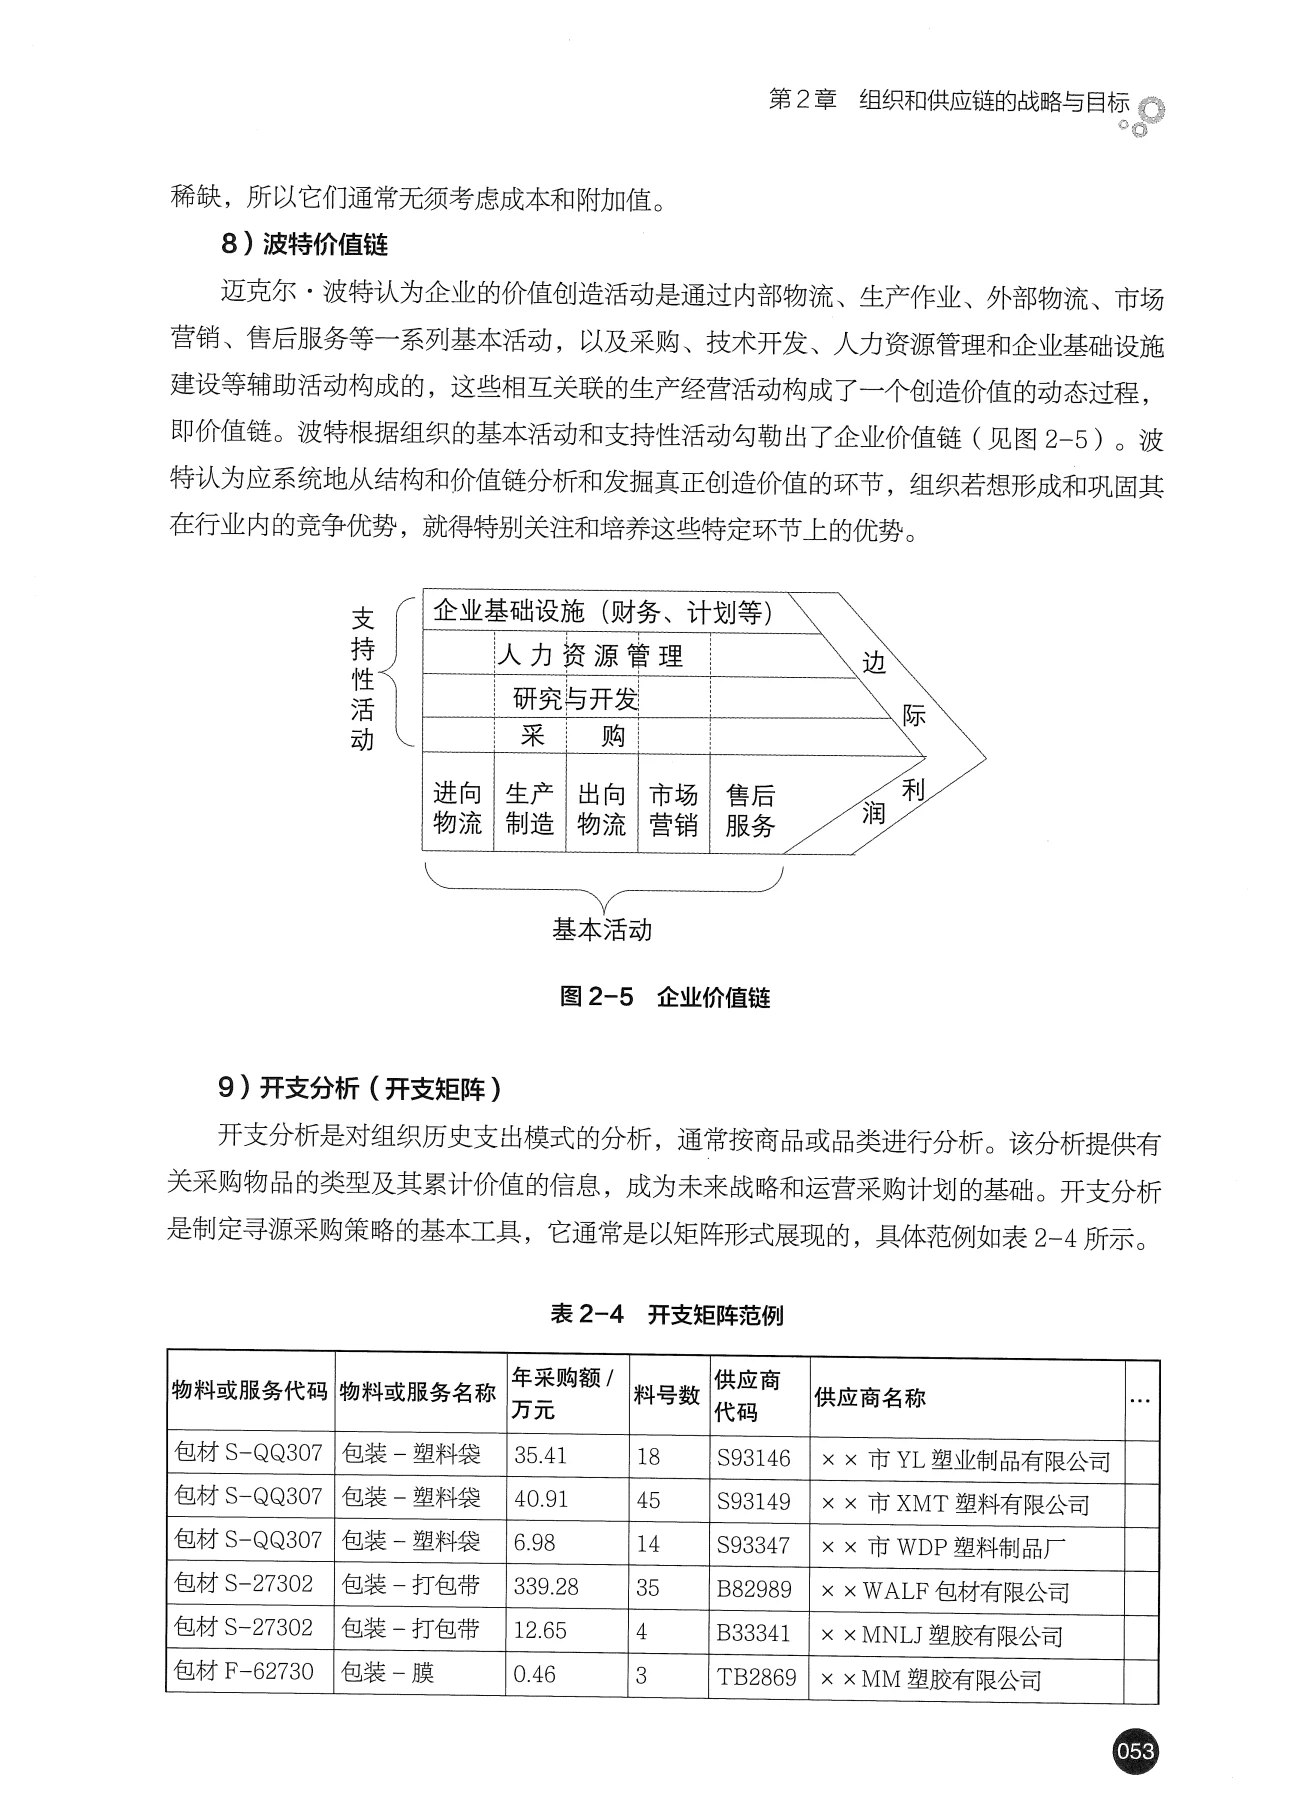 第2章 组织和供应链的战略与目标
稀缺，所以它们通常无须考虑成本和附加值。
8）波特价值链
迈克尔·波特认为企业的价值创造活动是通过内部物流、生产作业、外部物流、市场
营销、售后服务等一系列基本活动，以及采购、技术开发、人力资源管理和企业基础设施
建设等辅助活动构成的，这些相互关联的生产经营活动构成了一个创造价值的动态过程，
即价值链。波特根据组织的基本活动和支持性活动勾勒出了企业价值链（见图2-5）。波
特认为应系统地从结构和价值链分析和发掘真正创造价值的环节，组织若想形成和巩固其
在行业内的竞争优势，就得特别关注和培养这些特定环节上的优势。
支持性活动
企业基础设施（财务、计划等）
人力资源管理
研究与开发
采 购
进向物流 生产制造 出向物流 市场营销 售后服务
边际利润
基本活动
图2-5 企业价值链
9）开支分析（开支矩阵）
开支分析是对组织历史支出模式的分析，通常按商品或品类进行分析。该分析提供有
关采购物品的类型及其累计价值的信息，成为未来战略和运营采购计划的基础。开支分析
是制定寻源采购策略的基本工具，它通常是以矩阵形式展现的，具体范例如表2-4所示。
表2-4 开支矩阵范例
物料或服务代码 物料或服务名称 年采购额/万元 料号数 供应商代码 供应商名称 …
包材S-QQ307 包装-塑料袋 35.41 18 S93146 ××市YL塑业制品有限公司
包材S-QQ307 包装-塑料袋 40.91 45 S93149 ××市XMT塑料有限公司
包材S-QQ307 包装-塑料袋 6.98 14 S93347 ××市WDP塑料制品厂
包材S-27302 包装-打包带 339.28 35 B82989 ××WALF包材有限公司
包材S-27302 包装-打包带 12.65 4 B33341 ××MNLJ塑胶有限公司
包材F-62730 包装-膜 0.46 3 TB2869 ××MM塑胶有限公司
053